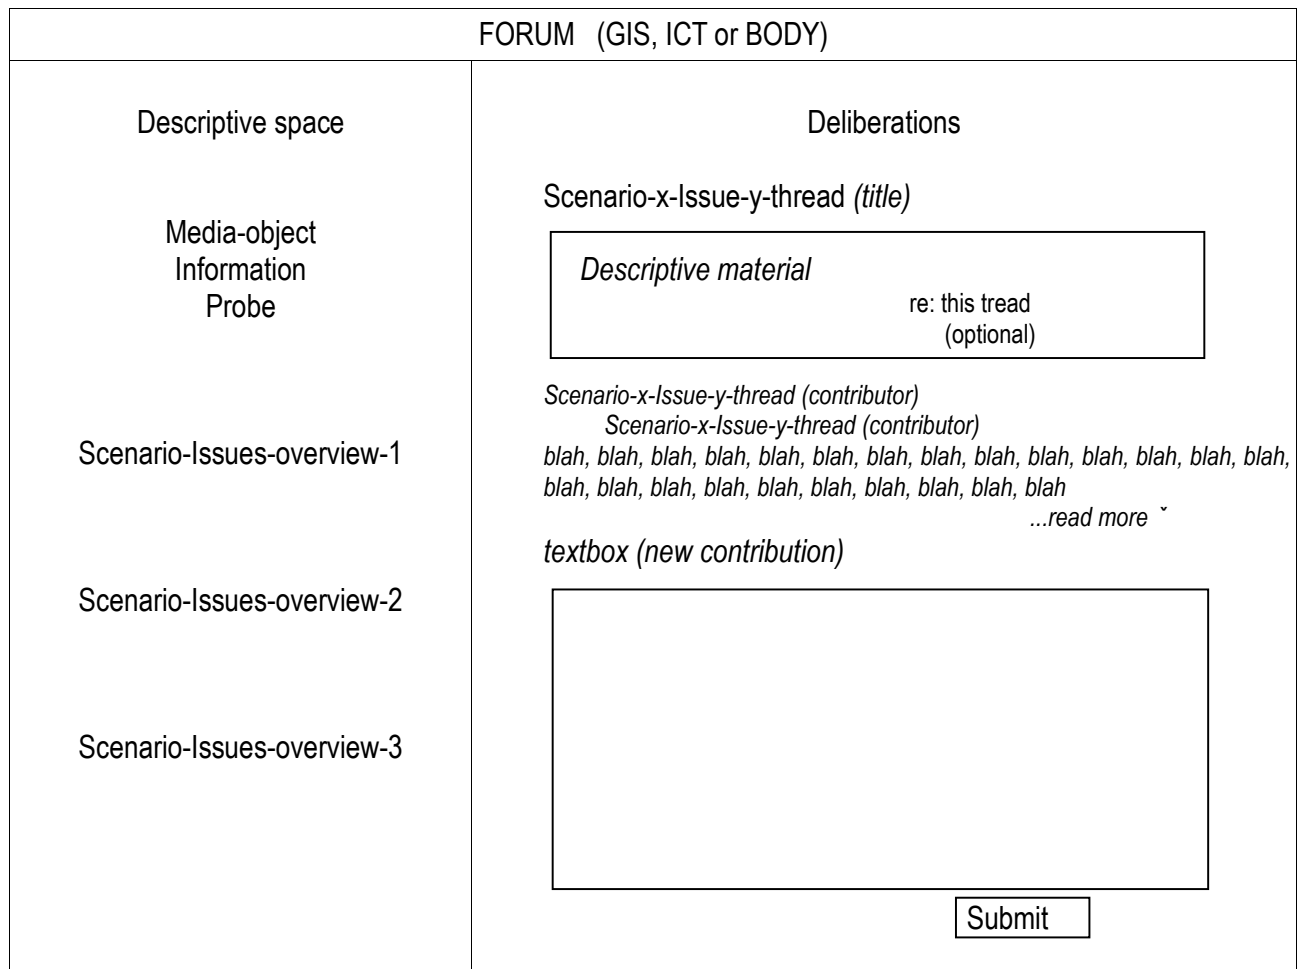 FORUM (GIS, ICT or BODY)
Descriptive space
Media-object
Information
Probe
Scenario-Issues-overview-1
Scenario-Issues-overview-2
Scenario-Issues-overview-3
Deliberations
Scenario-x-Issue-y-thread (title)
Descriptive material
re: this tread
(optional)
Scenario-x-Issue-y-thread (contributor)
Scenario-x-Issue-y-thread (contributor)
blah, blah, blah, blah, blah, blah, blah, blah, blah, blah, blah, blah, blah, blah,
blah, blah, blah, blah, blah, blah, blah, blah, blah, blah
...read more ˇ
textbox (new contribution)
Submit